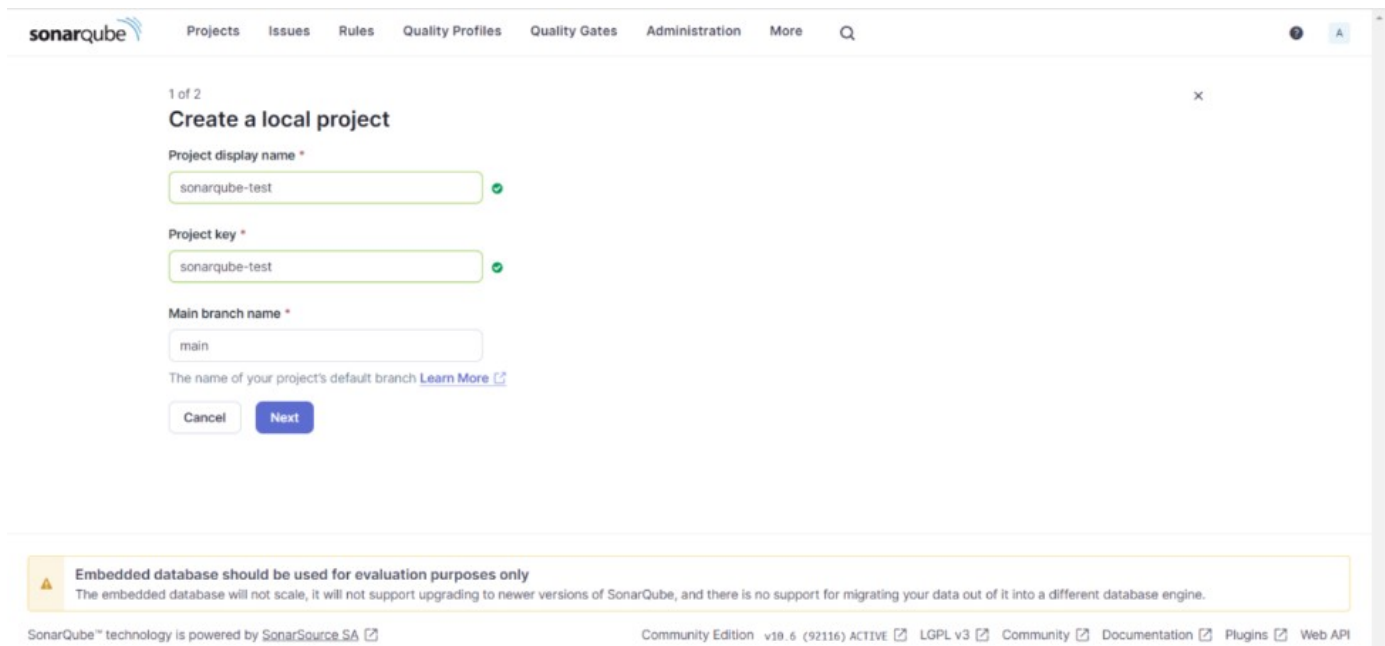 sonarqube Projects Issues Rules Quality Profiles Quality Gates Administration More ? A
1 of 2
Create a local project
Project display name *
sonarqube-test
Project key *
sonarqube-test
Main branch name *
main
The name of your project's default branch Learn More
Cancel Next
Embedded database should be used for evaluation purposes only
The embedded database will not scale, it will not support upgrading to newer versions of SonarQube, and there is no support for migrating your data out of it into a different database engine.
SonarQube™ technology is powered by SonarSource SA Community Edition v10.6 (92116) ACTIVE LGPL v3 Community Documentation Plugins Web API